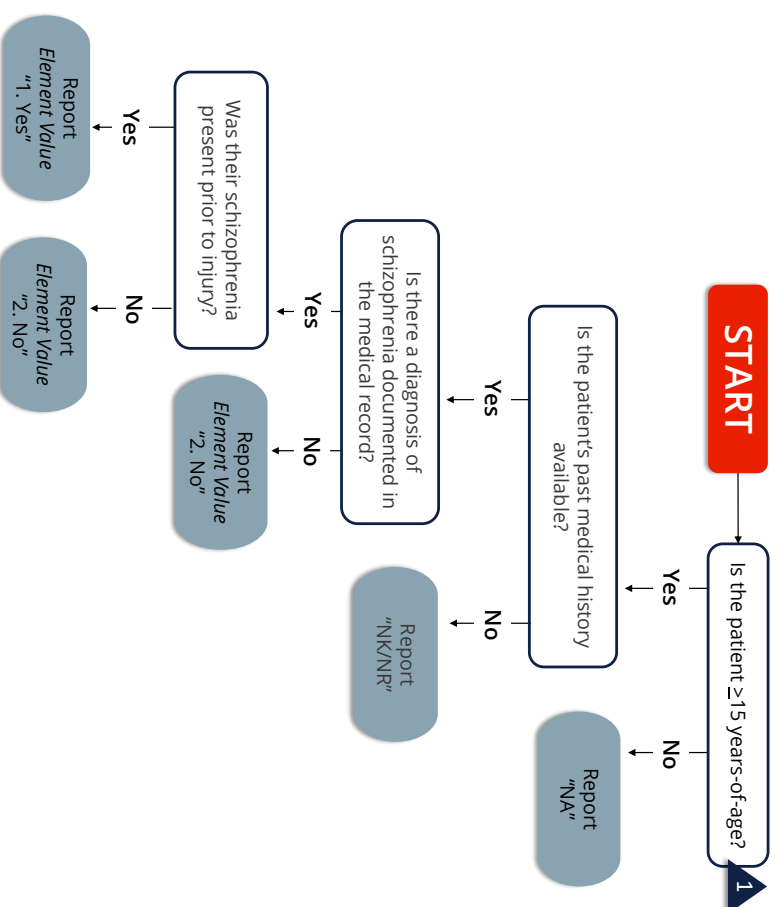 START
Is the patient ≥15 years-of-age?
1
Yes
No
Report
“NA”
Is the patient’s past medical history
available?
Yes
No
Report
“NK/NR”
Is there a diagnosis of
schizophrenia documented in
the medical record?
Yes
No
Report
Element Value
“2. No”
Was their schizophrenia
present prior to injury?
Yes
No
Report
Element Value
“1. Yes”
Report
Element Value
“2. No”